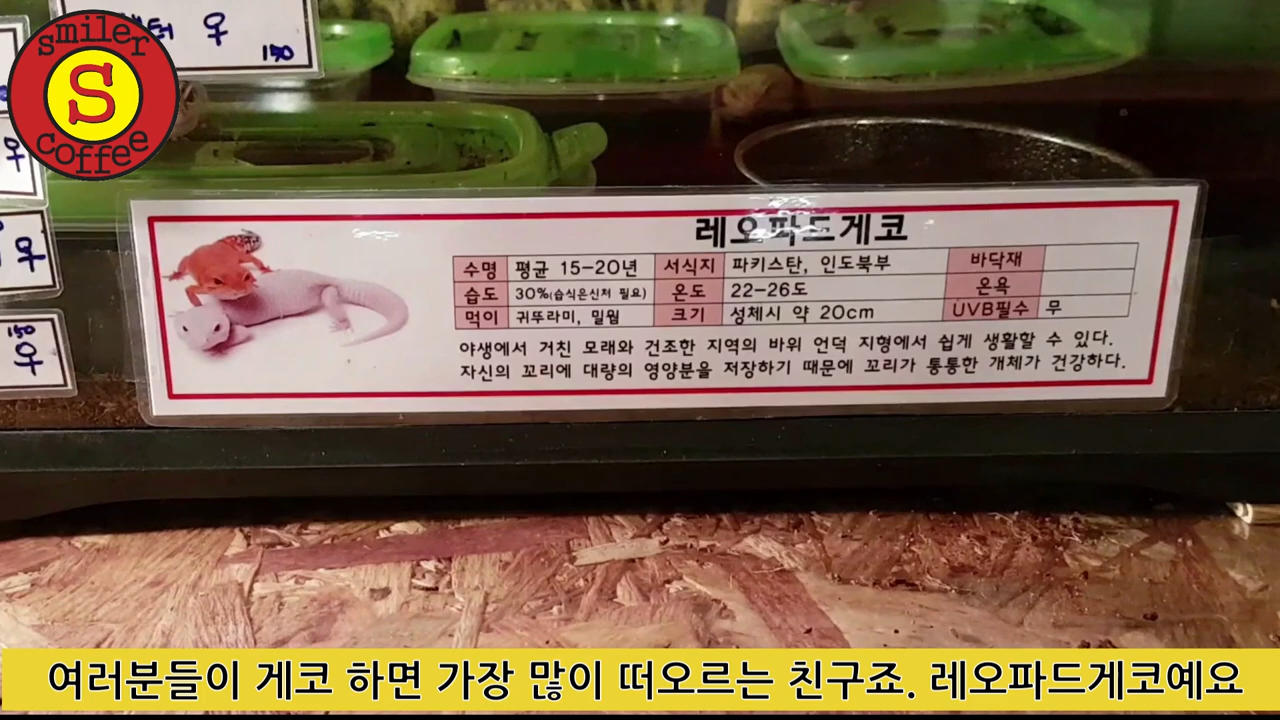 smiler
S
coffee
우
150
우
우
150
우
레오파드게코
수명 평균 15-20년 서식지 파키스탄, 인도북부 바닥재
습도 30%(습식은신처 필요) 온도 22-26도 온욕
먹이 귀뚜라미, 밀웜 크기 성체시 약 20cm UVB필수 무
야생에서 거친 모래와 건조한 지역의 바위 언덕 지형에서 쉽게 생활할 수 있다.
자신의 꼬리에 대량의 영양분을 저장하기 때문에 꼬리가 통통한 개체가 건강하다.
여러분들이 게코 하면 가장 많이 떠오르는 친구죠. 레오파드게코예요